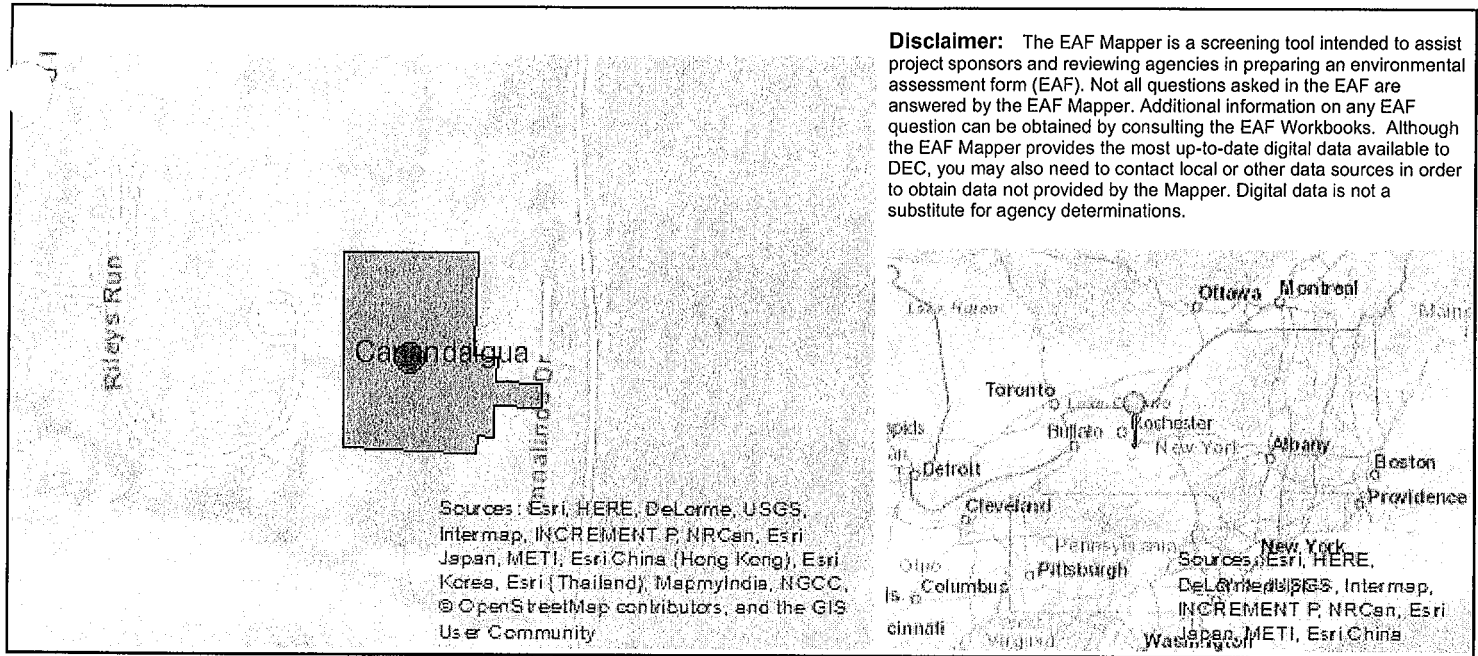 Disclaimer: The EAF Mapper is a screening tool intended to assist
project sponsors and reviewing agencies in preparing an environmental
assessment form (EAF). Not all questions asked in the EAF are
answered by the EAF Mapper. Additional information on any EAF
question can be obtained by consulting the EAF Workbooks. Although
the EAF Mapper provides the most up-to-date digital data available to
DEC, you may also need to contact local or other data sources in order
to obtain data not provided by the Mapper. Digital data is not a
substitute for agency determinations.
Rileys Run
Canandaigua
Dr
Sources: Esri, HERE, DeLorme, USGS,
Intermap, INCREMENT P, NRCan, Esri
Japan, METI, Esri China (Hong Kong), Esri
Korea, Esri (Thailand), MapmyIndia, NGCC,
© OpenStreetMap contributors, and the GIS
User Community
Ottawa
Montreal
Lake Huron
Toronto
Buffalo
Rochester
New York
Albany
Boston
Providence
Detroit
Cleveland
Pennsylvania
New York
Pittsburgh
Columbus
cinnati
Virginia
Washington
Sources: Esri, HERE,
DeLorme, USGS, Intermap,
INCREMENT P, NRCan, Esri
Japan, METI, Esri China